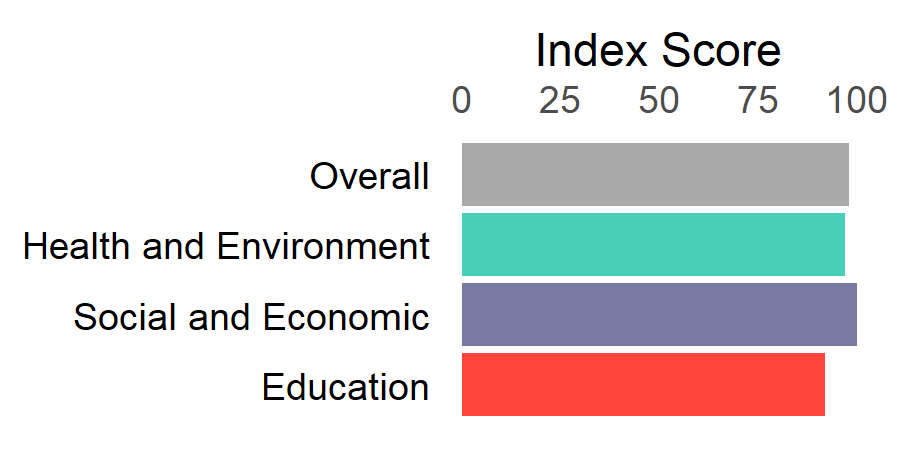 Index Score
0 25 50 75 100
Overall
Health and Environment
Social and Economic
Education